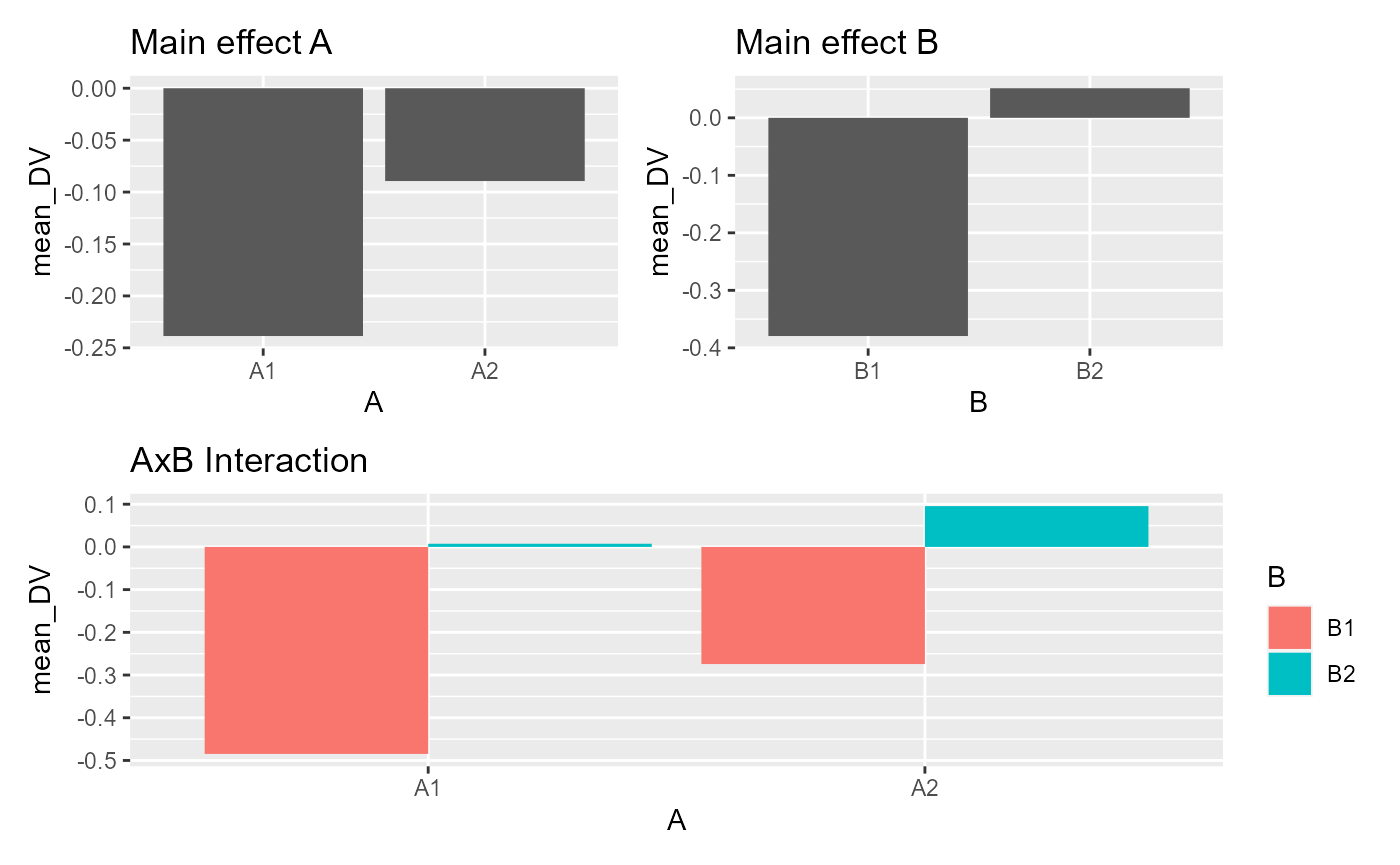 Main effect A
0.00
-0.05
-0.10
-0.15
-0.20
-0.25
mean_DV
A1 A2
A
Main effect B
0.0
-0.1
-0.2
-0.3
-0.4
mean_DV
B1 B2
B
AxB Interaction
0.1
0.0
-0.1
-0.2
-0.3
-0.4
-0.5
mean_DV
A1 A2
A
B
B1
B2